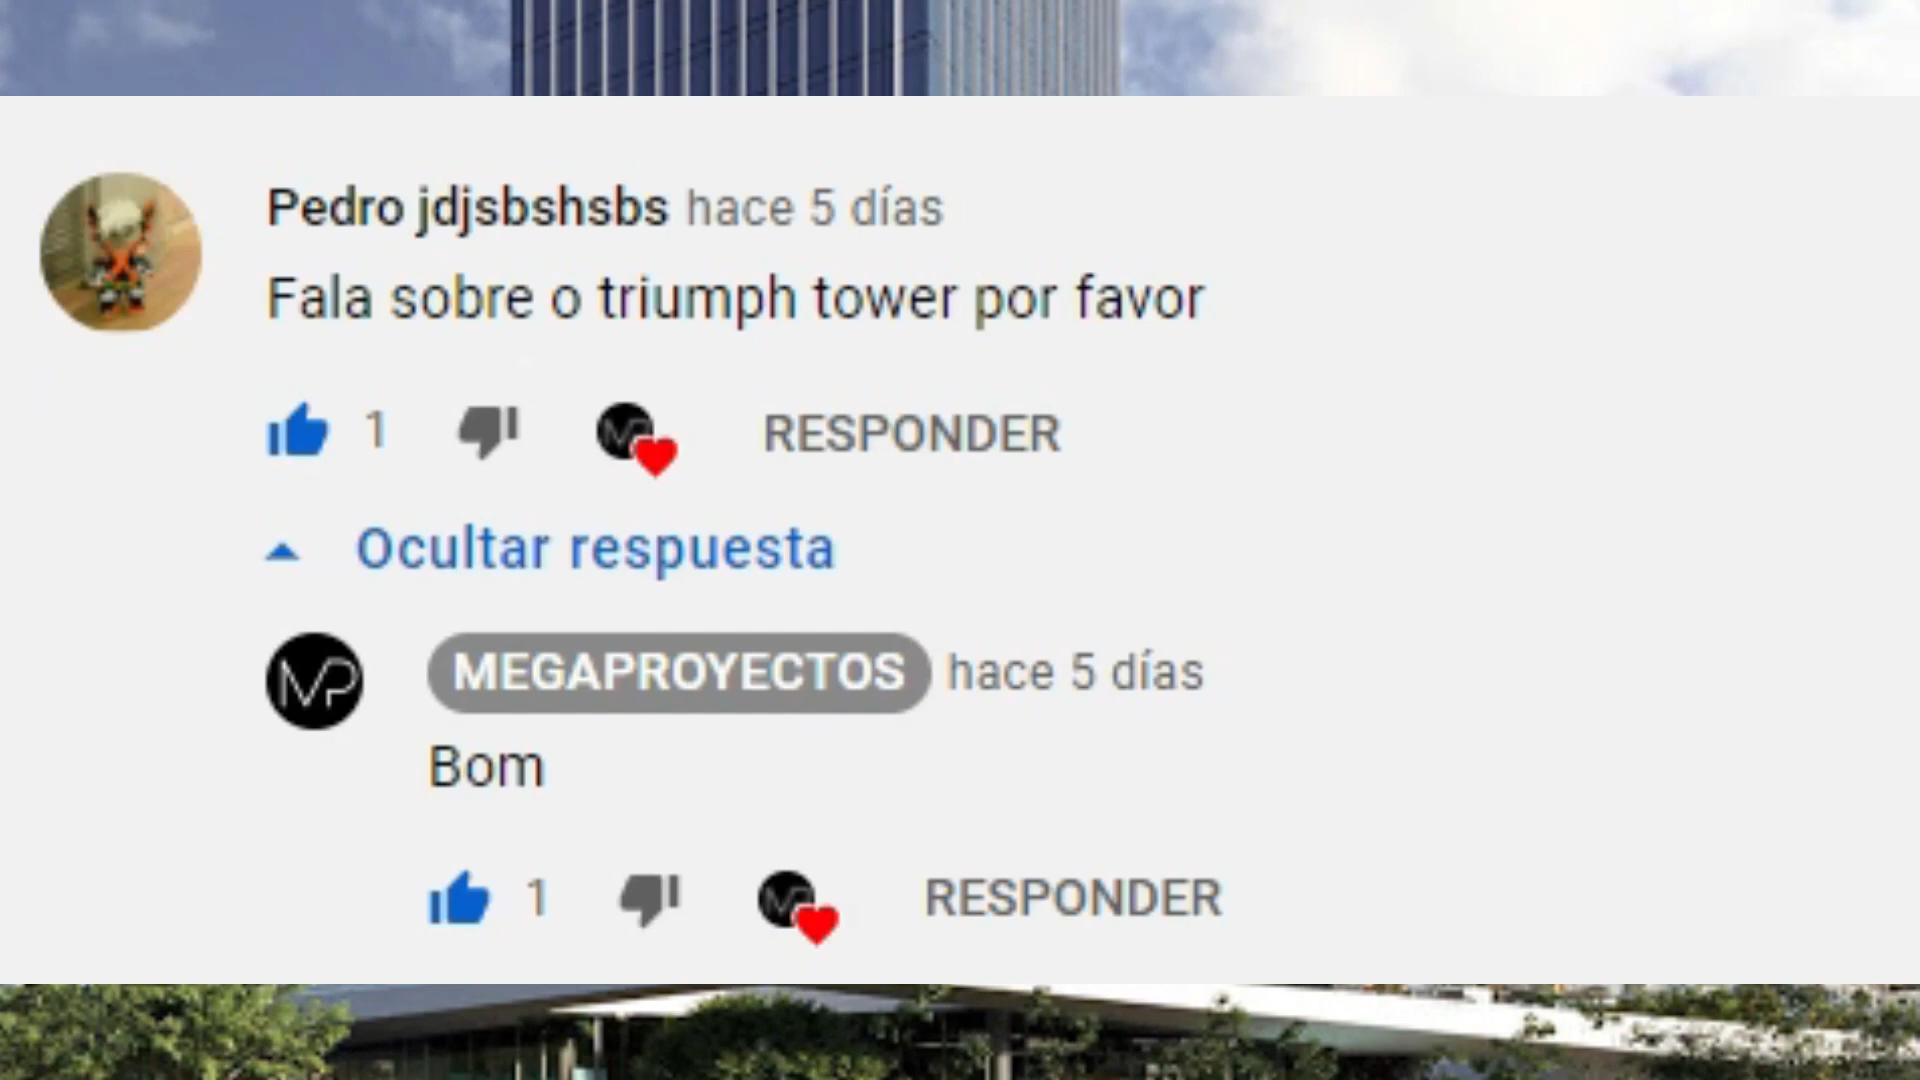 Pedro jdjsbshsbs hace 5 días
Fala sobre o triumph tower por favor
1 RESPONDER
Ocultar respuesta
MP MEGAPROYECTOS hace 5 días
Bom
1 RESPONDER